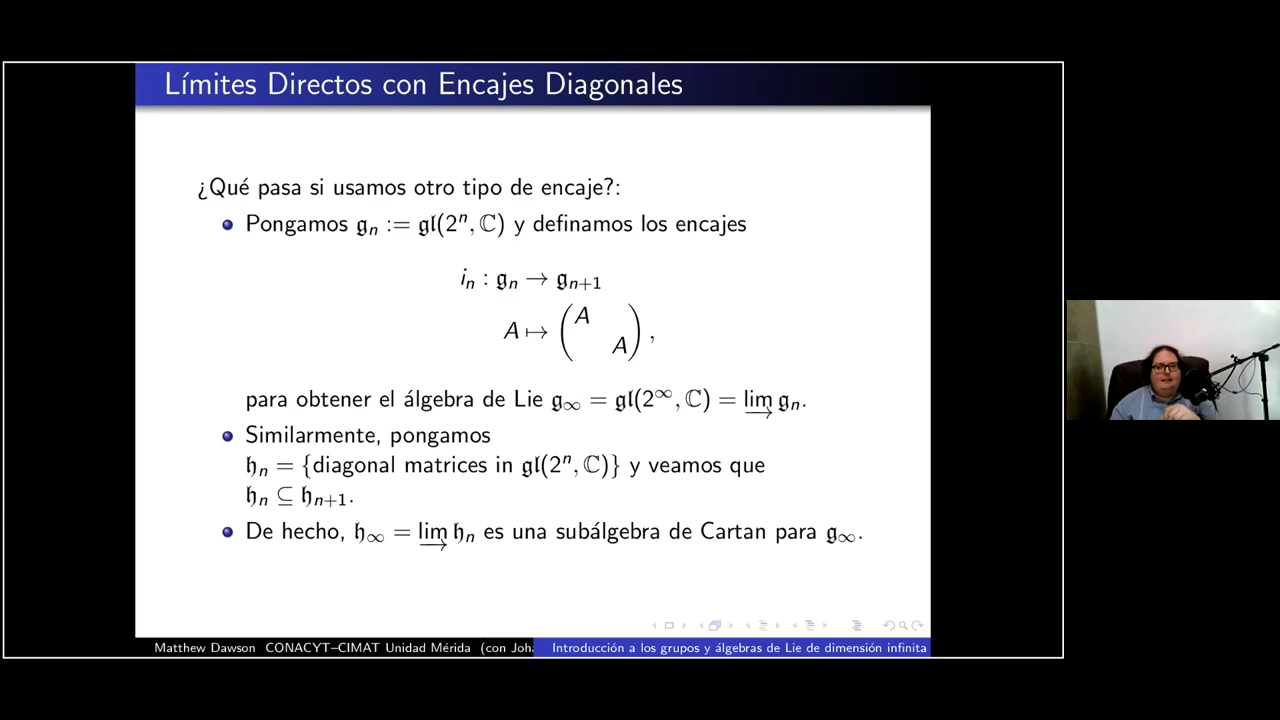 Límites Directos con Encajes Diagonales
¿Qué pasa si usamos otro tipo de encaje?:
Pongamos 𝔤ₙ := 𝔤𝔩(2ⁿ, ℂ) y definamos los encajes
iₙ : 𝔤ₙ → 𝔤ₙ₊₁
A ↦ (A A),
para obtener el álgebra de Lie 𝔤∞ = 𝔤𝔩(2^∞, ℂ) = lim→ 𝔤ₙ.
Similarmente, pongamos
𝔥ₙ = {diagonal matrices in 𝔤𝔩(2ⁿ, ℂ)} y veamos que
𝔥ₙ ⊆ 𝔥ₙ₊₁.
De hecho, 𝔥∞ = lim→ 𝔥ₙ es una subálgebra de Cartan para 𝔤∞.
Matthew Dawson CONACYT–CIMAT Unidad Mérida (con Joha Introducción a los grupos y álgebras de Lie de dimensión infinita